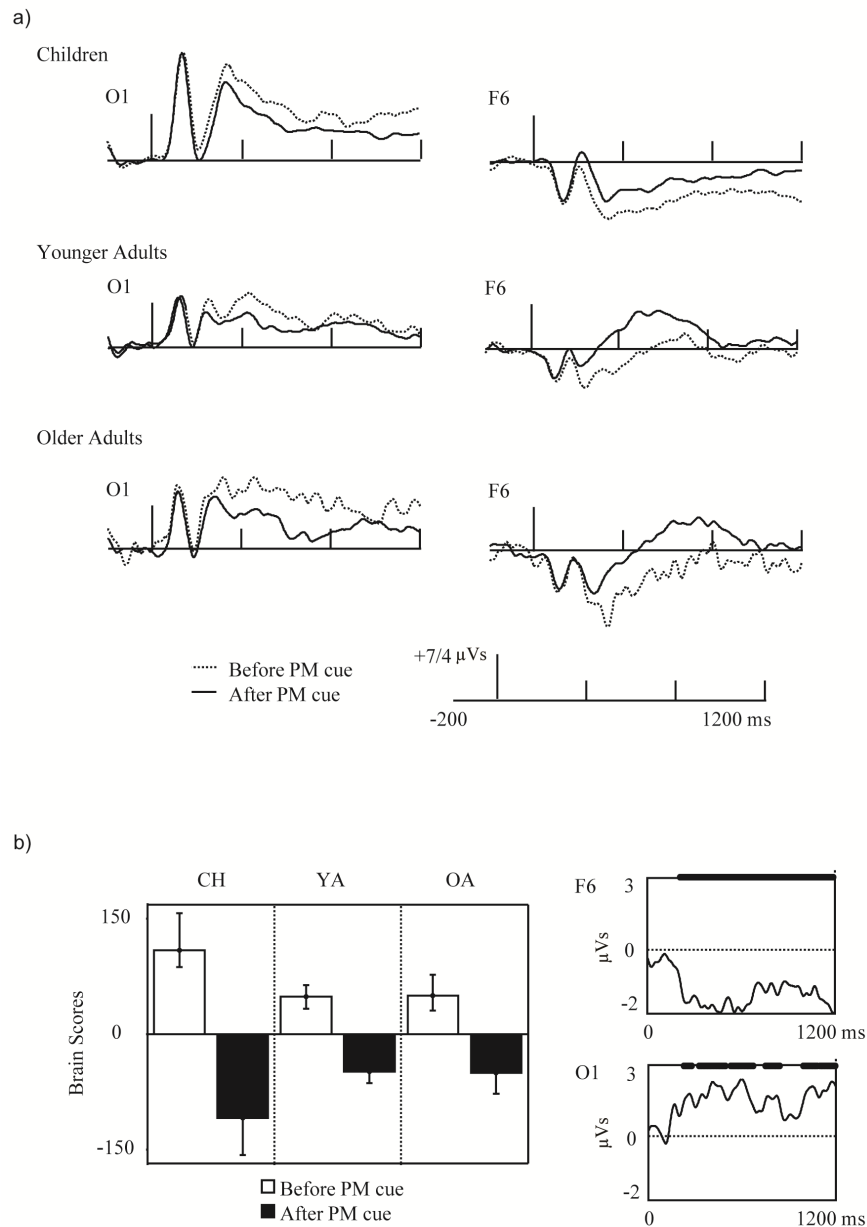 a)
Children
O1
F6
Younger Adults
O1
F6
Older Adults
O1
F6
Before PM cue
After PM cue
+7/4 μVs
-200 1200 ms
b)
CH YA OA
150
0
-150
Brain Scores
Before PM cue
After PM cue
F6
3
0
-2
μVs
0 1200 ms
O1
3
0
-2
μVs
0 1200 ms